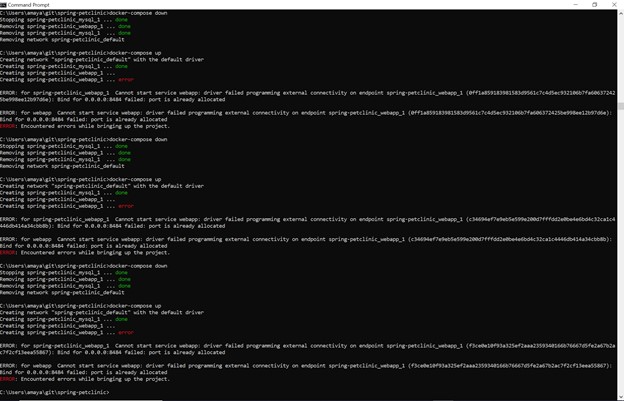 Command Prompt
C:\Users\amaya\git\spring-petclinic>docker-compose down
Stopping spring-petclinic_mysql_1 ... done
Removing spring-petclinic_webapp_1 ... done
Removing spring-petclinic_mysql_1 ... done
Removing network spring-petclinic_default
C:\Users\amaya\git\spring-petclinic>docker-compose up
Creating network "spring-petclinic_default" with the default driver
Creating spring-petclinic_mysql_1 ... done
Creating spring-petclinic_webapp_1 ...
Creating spring-petclinic_webapp_1 ... error
ERROR: for spring-petclinic_webapp_1 Cannot start service webapp: driver failed programming external connectivity on endpoint spring-petclinic_webapp_1
Bind for 0.0.0.0:8484 failed: port is already allocated
ERROR: for webapp Cannot start service webapp: driver failed programming external connectivity on endpoint spring-petclinic_webapp_1
Bind for 0.0.0.0:8484 failed: port is already allocated
ERROR: Encountered errors while bringing up the project.
C:\Users\amaya\git\spring-petclinic>docker-compose down
Stopping spring-petclinic_mysql_1 ... done
Removing spring-petclinic_webapp_1 ... done
Removing spring-petclinic_mysql_1 ... done
Removing network spring-petclinic_default
C:\Users\amaya\git\spring-petclinic>docker-compose up
Creating network "spring-petclinic_default" with the default driver
Creating spring-petclinic_mysql_1 ... done
Creating spring-petclinic_webapp_1 ...
Creating spring-petclinic_webapp_1 ... error
ERROR: for spring-petclinic_webapp_1 Cannot start service webapp: driver failed programming external connectivity on endpoint spring-petclinic_webapp_1
Bind for 0.0.0.0:8484 failed: port is already allocated
ERROR: for webapp Cannot start service webapp: driver failed programming external connectivity on endpoint spring-petclinic_webapp_1
Bind for 0.0.0.0:8484 failed: port is already allocated
ERROR: Encountered errors while bringing up the project.
C:\Users\amaya\git\spring-petclinic>docker-compose down
Stopping spring-petclinic_mysql_1 ... done
Removing spring-petclinic_webapp_1 ... done
Removing spring-petclinic_mysql_1 ... done
Removing network spring-petclinic_default
C:\Users\amaya\git\spring-petclinic>docker-compose up
Creating network "spring-petclinic_default" with the default driver
Creating spring-petclinic_mysql_1 ... done
Creating spring-petclinic_webapp_1 ...
Creating spring-petclinic_webapp_1 ... error
ERROR: for spring-petclinic_webapp_1 Cannot start service webapp: driver failed programming external connectivity on endpoint spring-petclinic_webapp_1
Bind for 0.0.0.0:8484 failed: port is already allocated
ERROR: for webapp Cannot start service webapp: driver failed programming external connectivity on endpoint spring-petclinic_webapp_1
Bind for 0.0.0.0:8484 failed: port is already allocated
ERROR: Encountered errors while bringing up the project.
C:\Users\amaya\git\spring-petclinic>